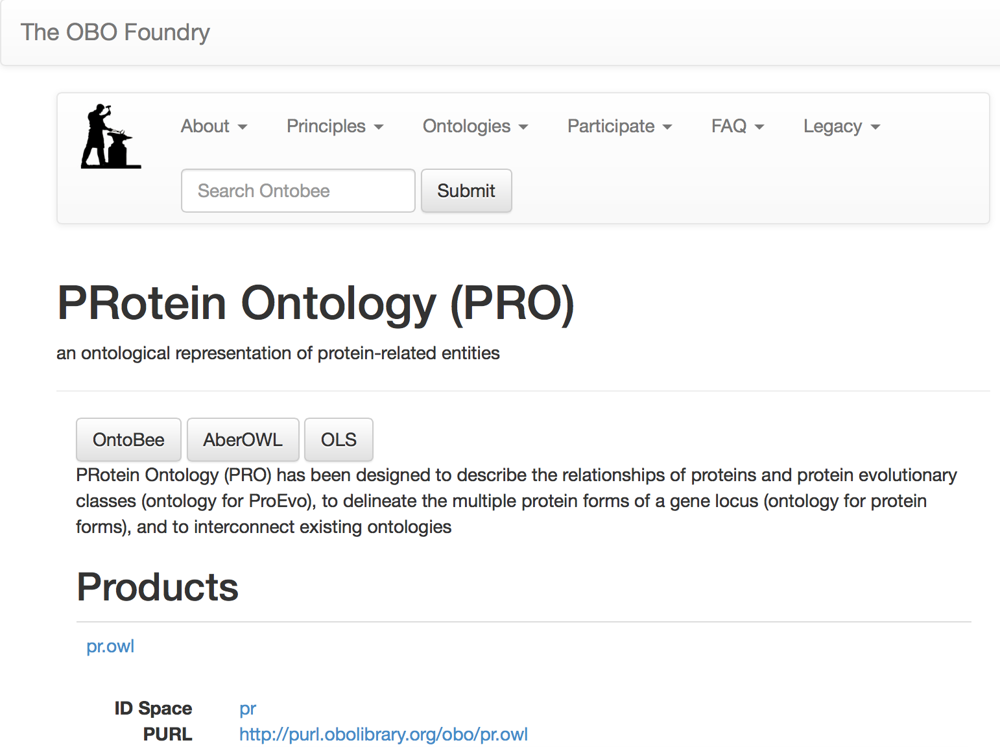 The OBO Foundry
About Principles Ontologies Participate FAQ Legacy
Search Ontobee Submit
PRotein Ontology (PRO)
an ontological representation of protein-related entities
OntoBee AberOWL OLS
PRotein Ontology (PRO) has been designed to describe the relationships of proteins and protein evolutionary
classes (ontology for ProEvo), to delineate the multiple protein forms of a gene locus (ontology for protein
forms), and to interconnect existing ontologies
Products
pr.owl
ID Space pr
PURL http://purl.obolibrary.org/obo/pr.owl